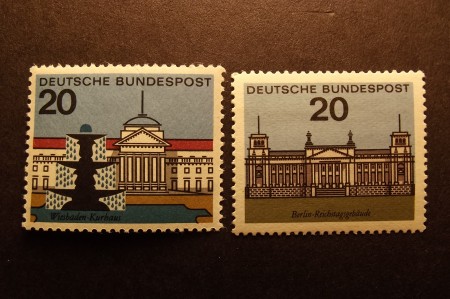 DEUTSCHE BUNDESPOST
20
Wiesbaden-Kurhaus
DEUTSCHE BUNDESPOST
20
Berlin-Reichstagsgebäude